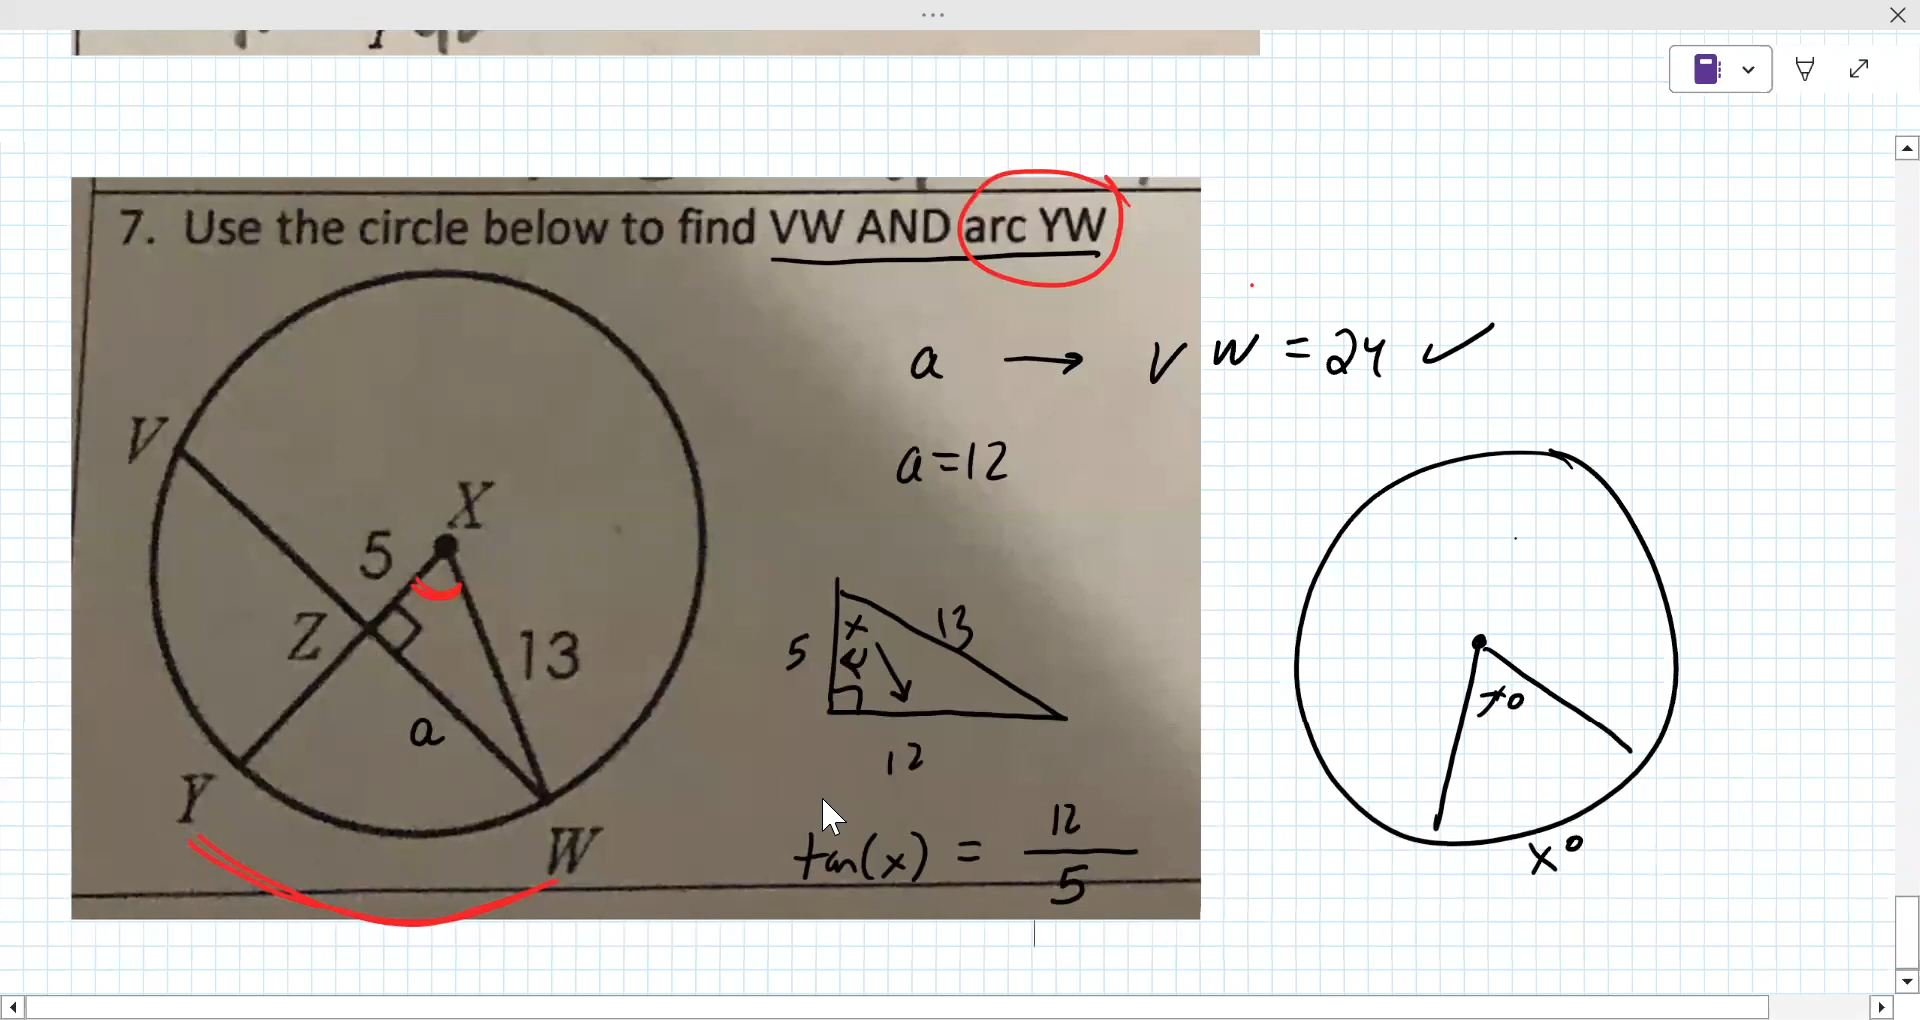 7. Use the circle below to find VW AND arc YW
a → VW = 24 ✓
a = 12
V
X
5
Z
13
a
Y
W
5
x
13
12
tan(x) = 12/5
x°
x°